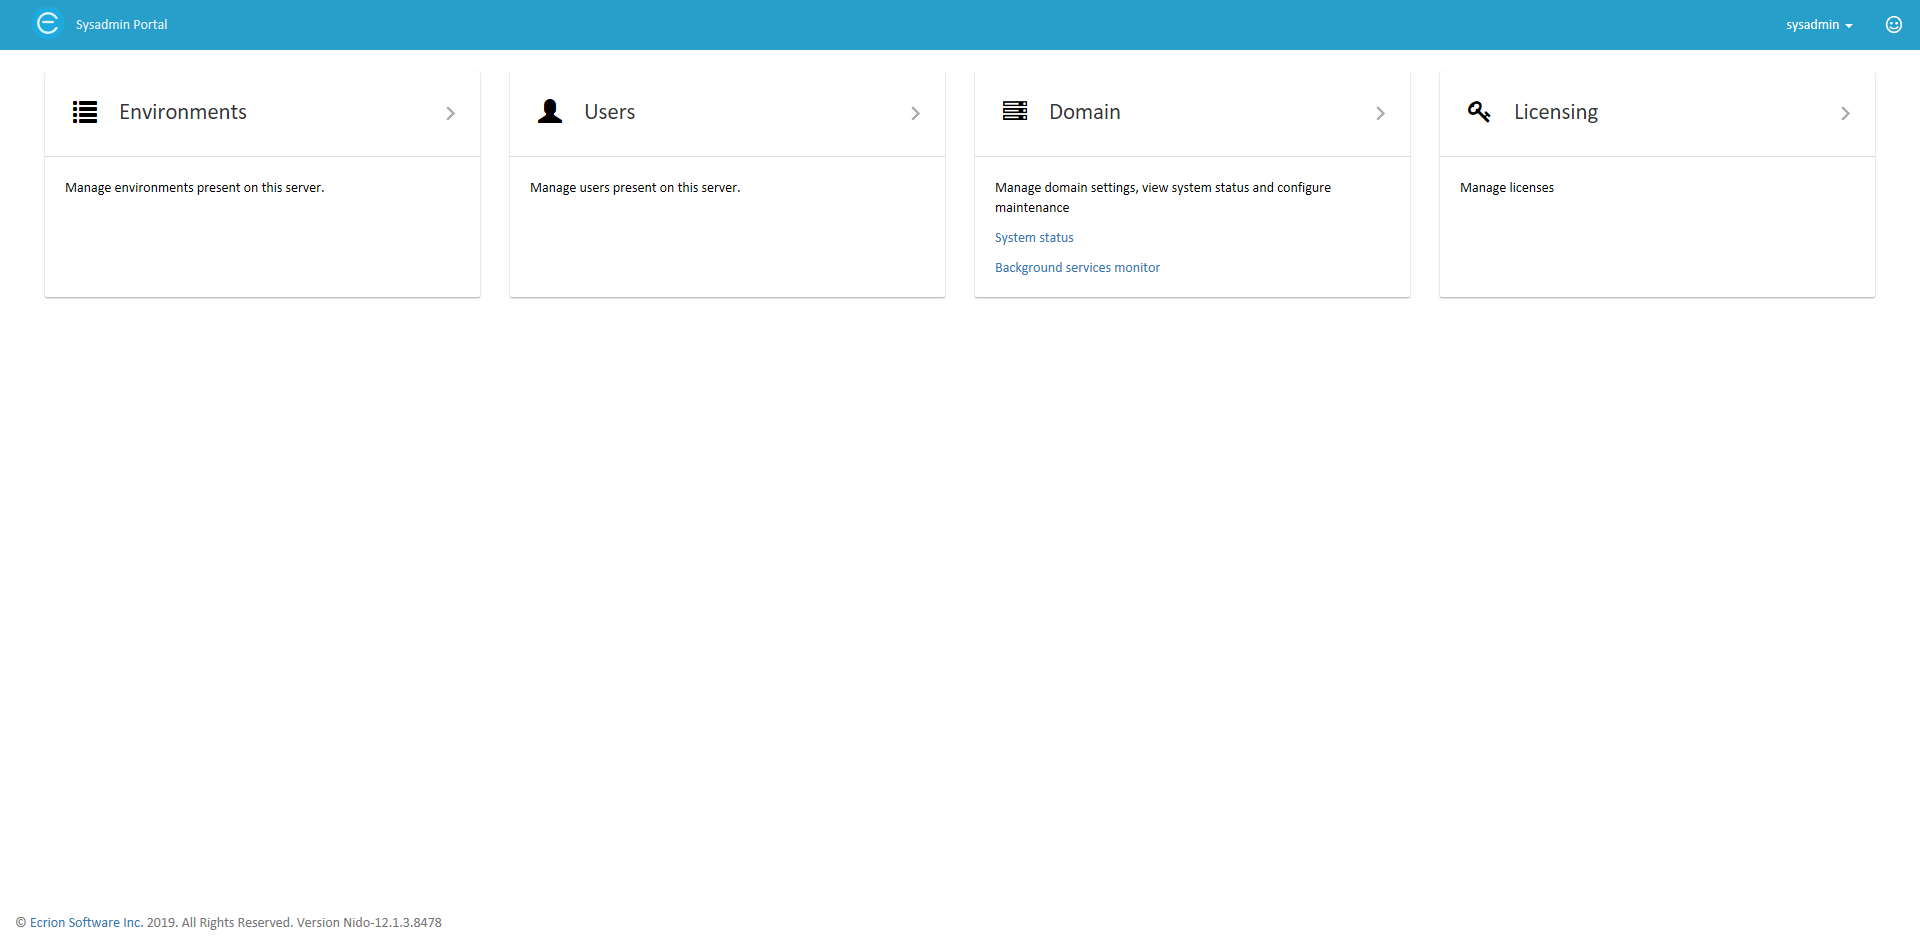 Sysadmin Portal
sysadmin
Environments
Manage environments present on this server.
Users
Manage users present on this server.
Domain
Manage domain settings, view system status and configure
maintenance
System status
Background services monitor
Licensing
Manage licenses
© Ecrion Software Inc. 2019. All Rights Reserved. Version Nido-12.1.3.8478